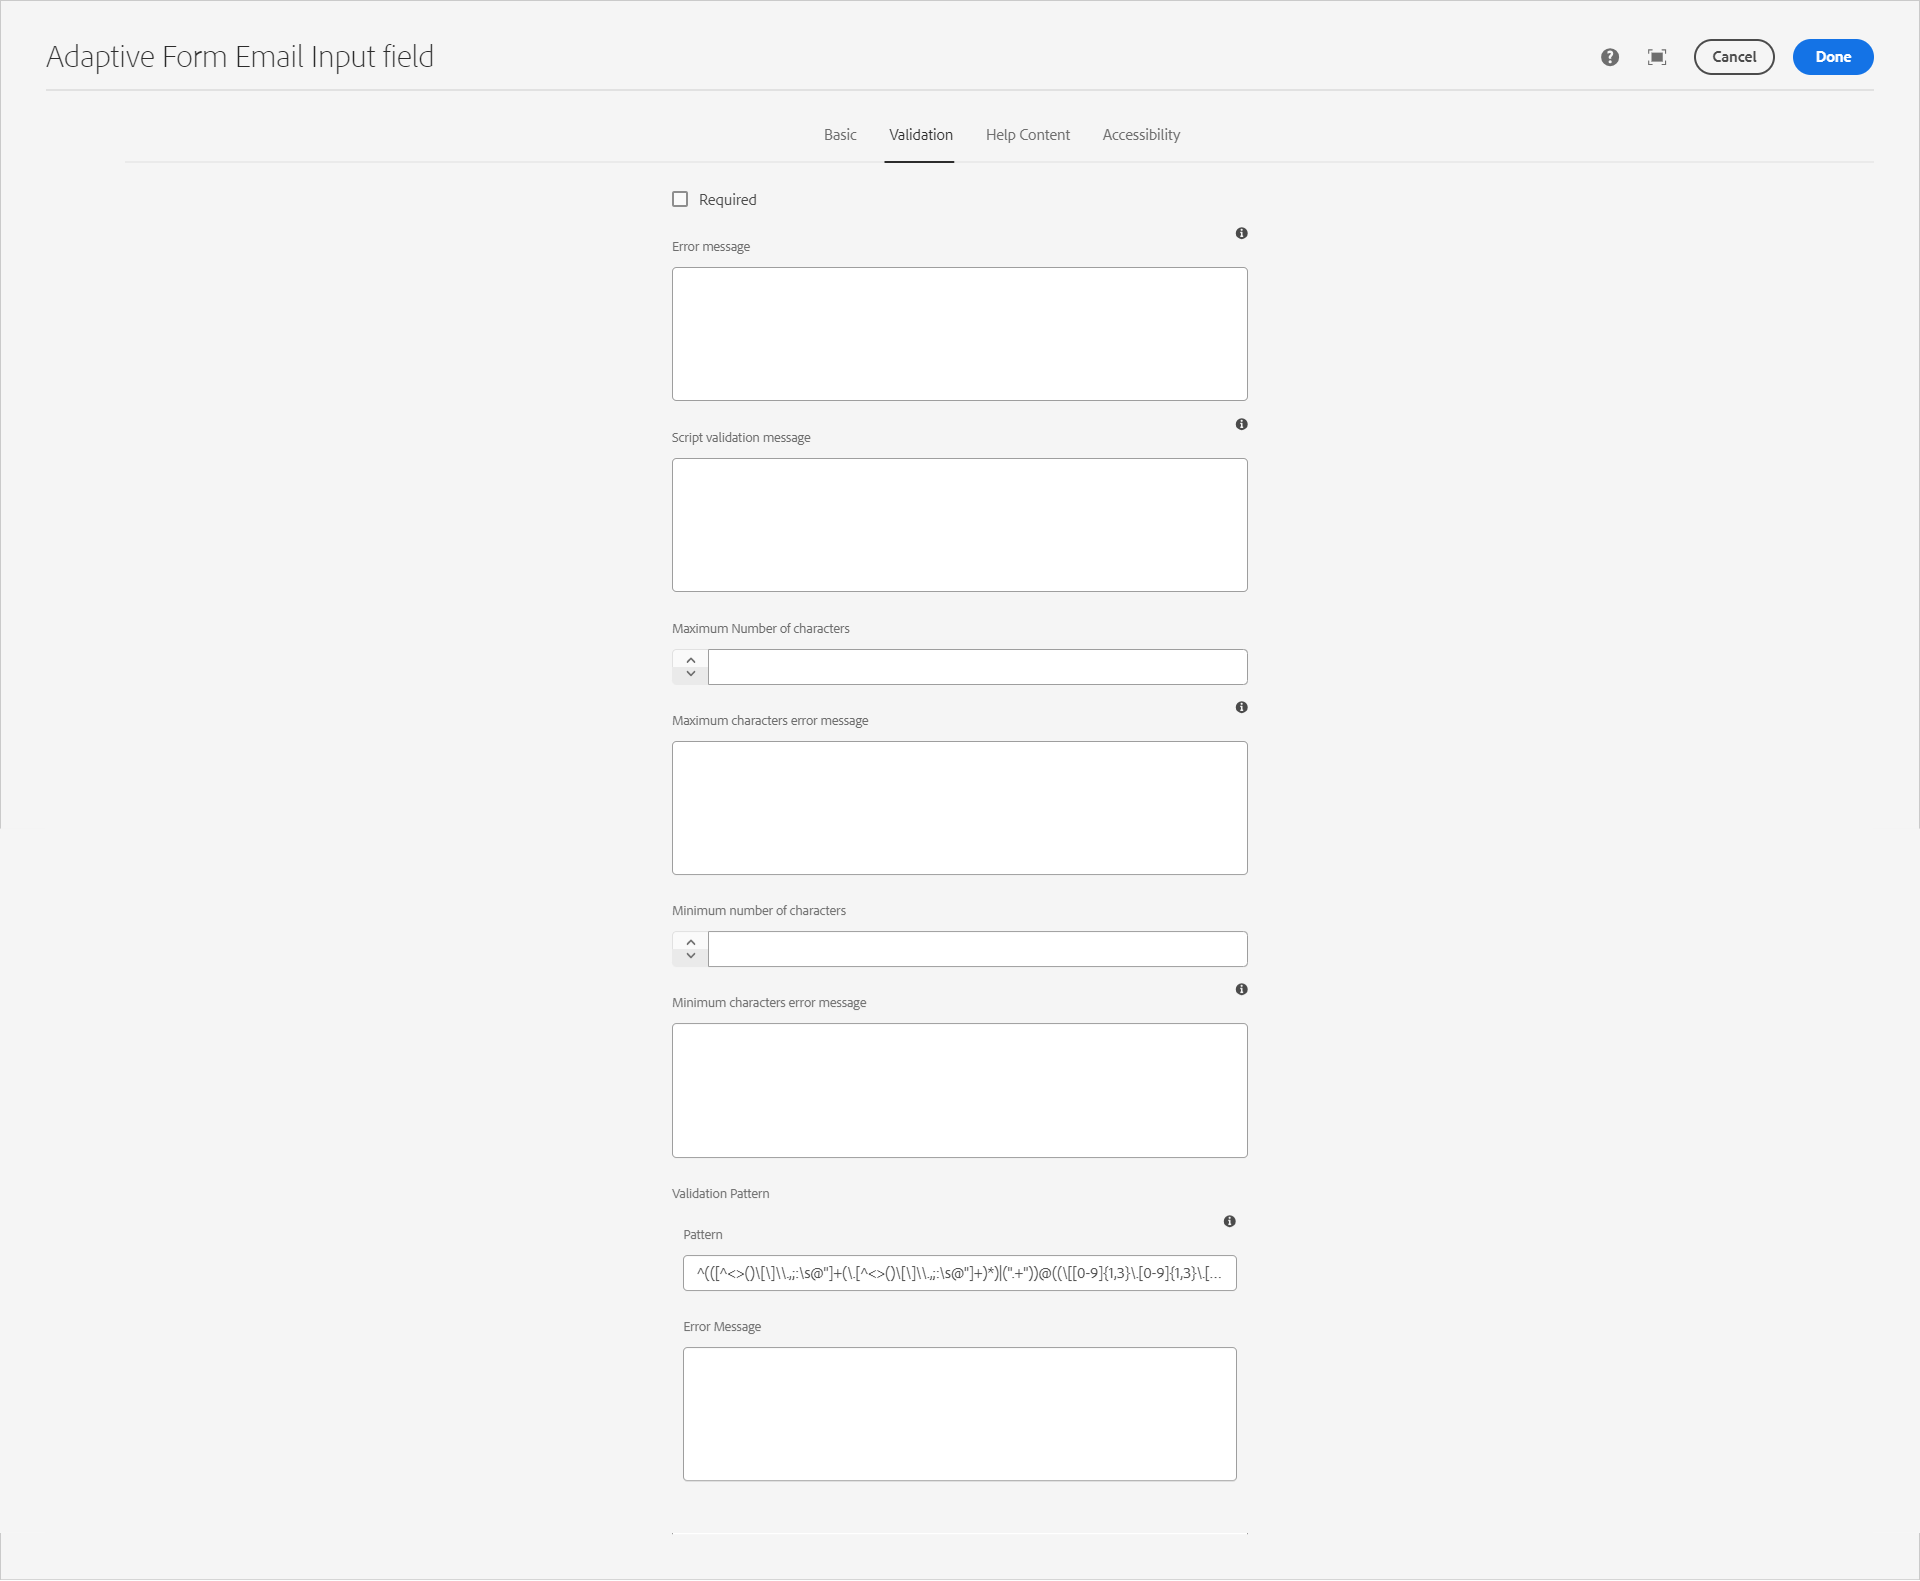 Adaptive Form Email Input field
Cancel
Done
Basic
Validation
Help Content
Accessibility
Required
Error message
Script validation message
Maximum Number of characters
Maximum characters error message
Minimum number of characters
Minimum characters error message
Validation Pattern
Pattern
^(([^<>()\[\]\\.,;:\s@"]+(\.[^<>()\[\]\\.,;:\s@"]+)*)|(".+"))@((\[[0-9]{1,3}\.[0-9]{1,3}\.[...
Error Message